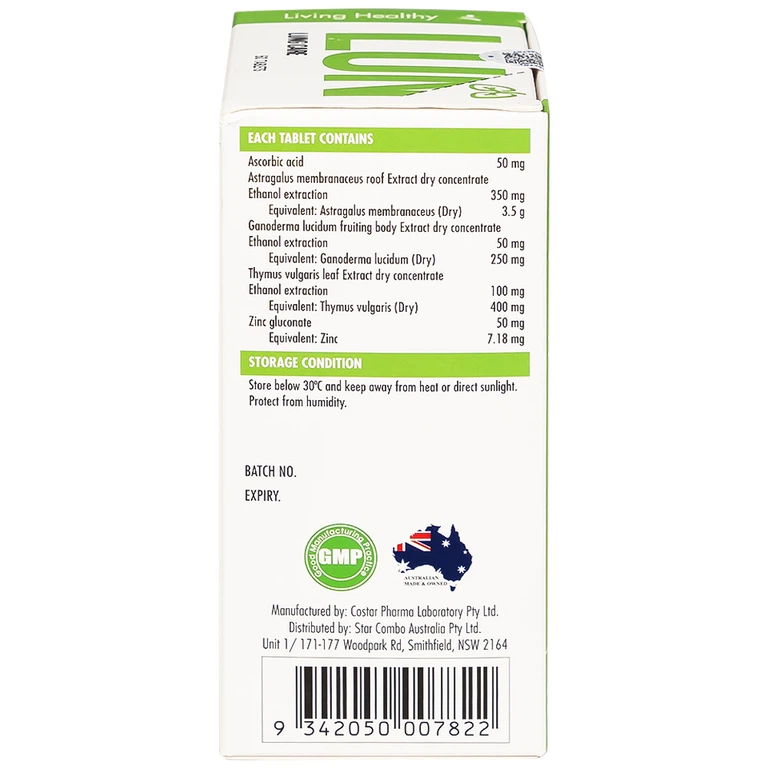 Living Healthy
LUN
LUNG CARE
EACH TABLET CONTAINS
Ascorbic acid 50 mg
Astragalus membranaceus roof Extract dry concentrate
Ethanol extraction 350 mg
Equivalent: Astragalus membranaceus (Dry) 3.5 g
Ganoderma lucidum fruiting body Extract dry concentrate
Ethanol extraction 50 mg
Equivalent: Ganoderma lucidum (Dry) 250 mg
Thymus vulgaris leaf Extract dry concentrate
Ethanol extraction 100 mg
Equivalent: Thymus vulgaris (Dry) 400 mg
Zinc gluconate 50 mg
Equivalent: Zinc 7.18 mg
STORAGE CONDITION
Store below 30ºC and keep away from heat or direct sunlight.
Protect from humidity.
BATCH NO.
EXPIRY.
Good Manufacturing Practice
GMP
AUSTRALIAN
MADE & OWNED
Manufactured by: Costar Pharma Laboratory Pty Ltd.
Distributed by: Star Combo Australia Pty Ltd.
Unit 1/ 171-177 Woodpark Rd, Smithfield, NSW 2164
9 342050 007822